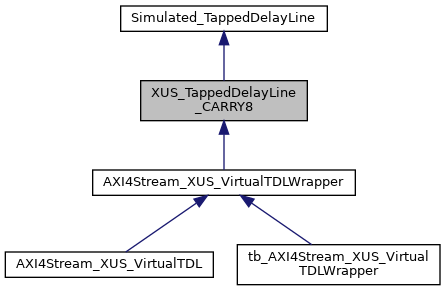 Simulated_TappedDelayLine
XUS_TappedDelayLine
_CARRY8
AXI4Stream_XUS_VirtualTDLWrapper
AXI4Stream_XUS_VirtualTDL
tb_AXI4Stream_XUS_Virtual
TDLWrapper